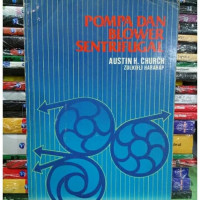 POMPA DAN
BLOWER
SENTRIFUGAL
AUSTIN H. CHURCH
ZULKIFLI HARAHAP